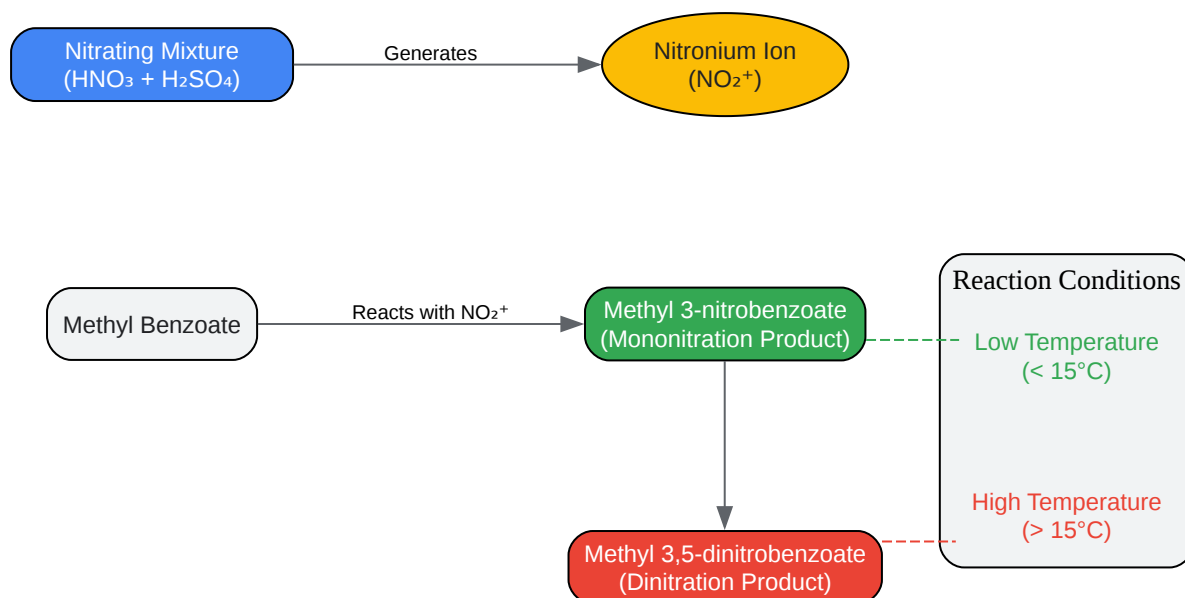 Nitrating Mixture
(HNO₃ + H₂SO₄)
Generates
Nitronium Ion
(NO₂⁺)
Methyl Benzoate
Reacts with NO₂⁺
Methyl 3-nitrobenzoate
(Mononitration Product)
Reaction Conditions
Low Temperature
(< 15°C)
High Temperature
(> 15°C)
Methyl 3,5-dinitrobenzoate
(Dinitration Product)